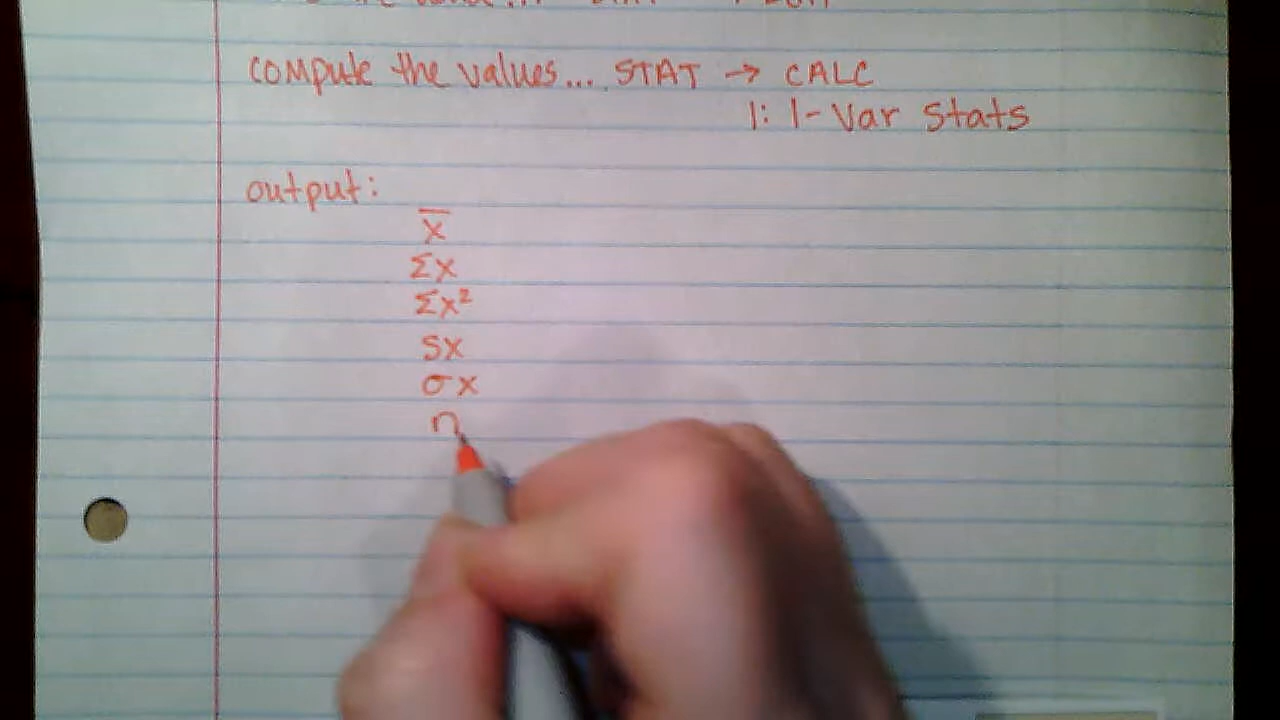 compute the values... STAT → CALC
1: 1-Var Stats
output:
x̅
Σx
Σx²
sx
σx
n